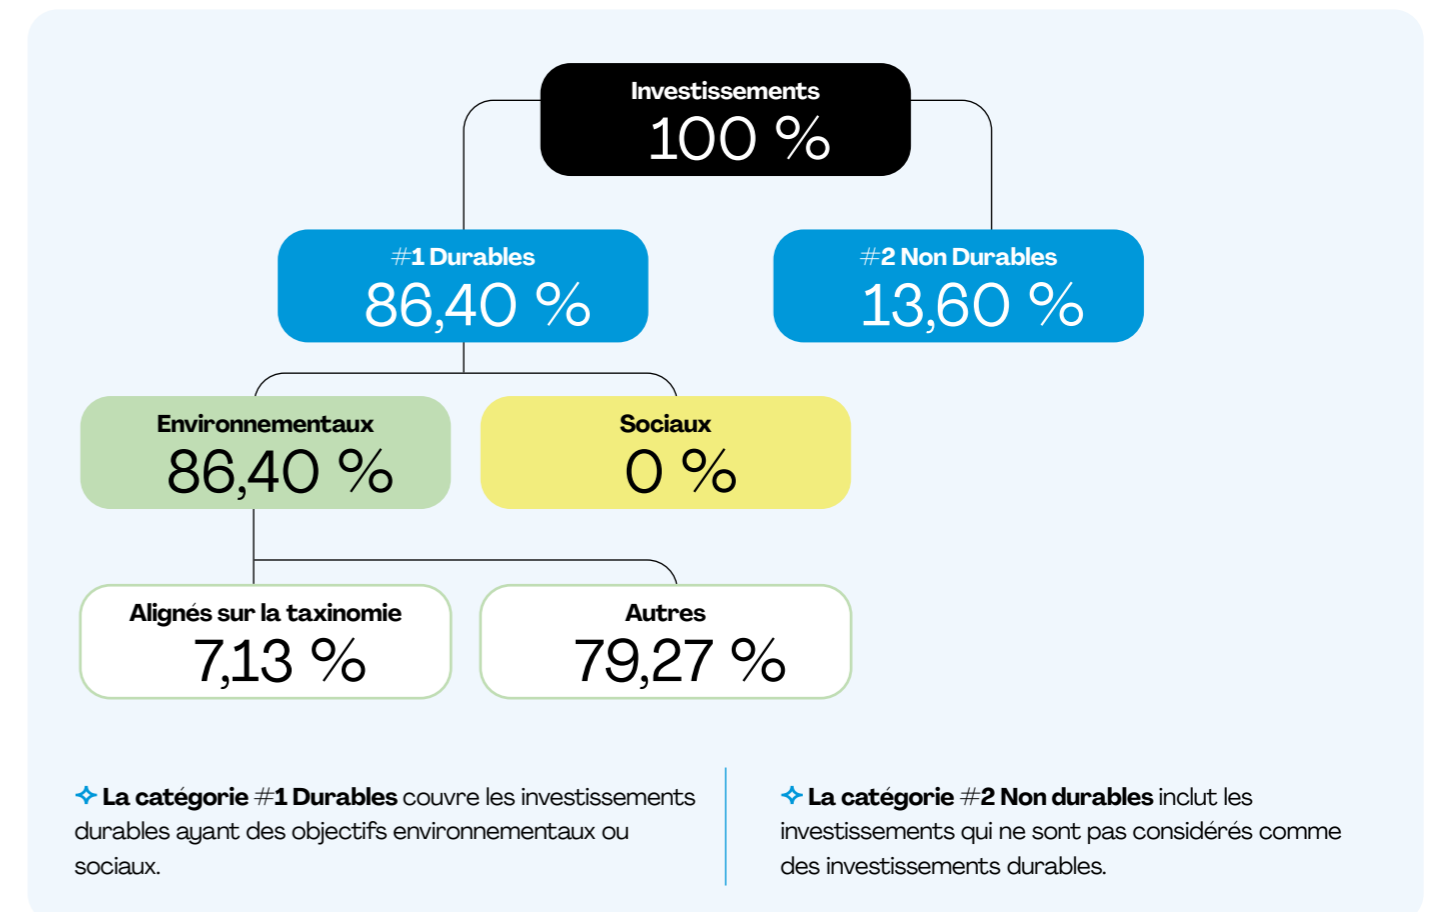 Investissements
100 %
#1 Durables
86,40 %
#2 Non Durables
13,60 %
Environnementaux
86,40 %
Sociaux
0 %
Alignés sur la taxinomie
7,13 %
Autres
79,27 %
La catégorie #1 Durables couvre les investissements
durables ayant des objectifs environnementaux ou
sociaux.
La catégorie #2 Non durables inclut les
investissements qui ne sont pas considérés comme
des investissements durables.